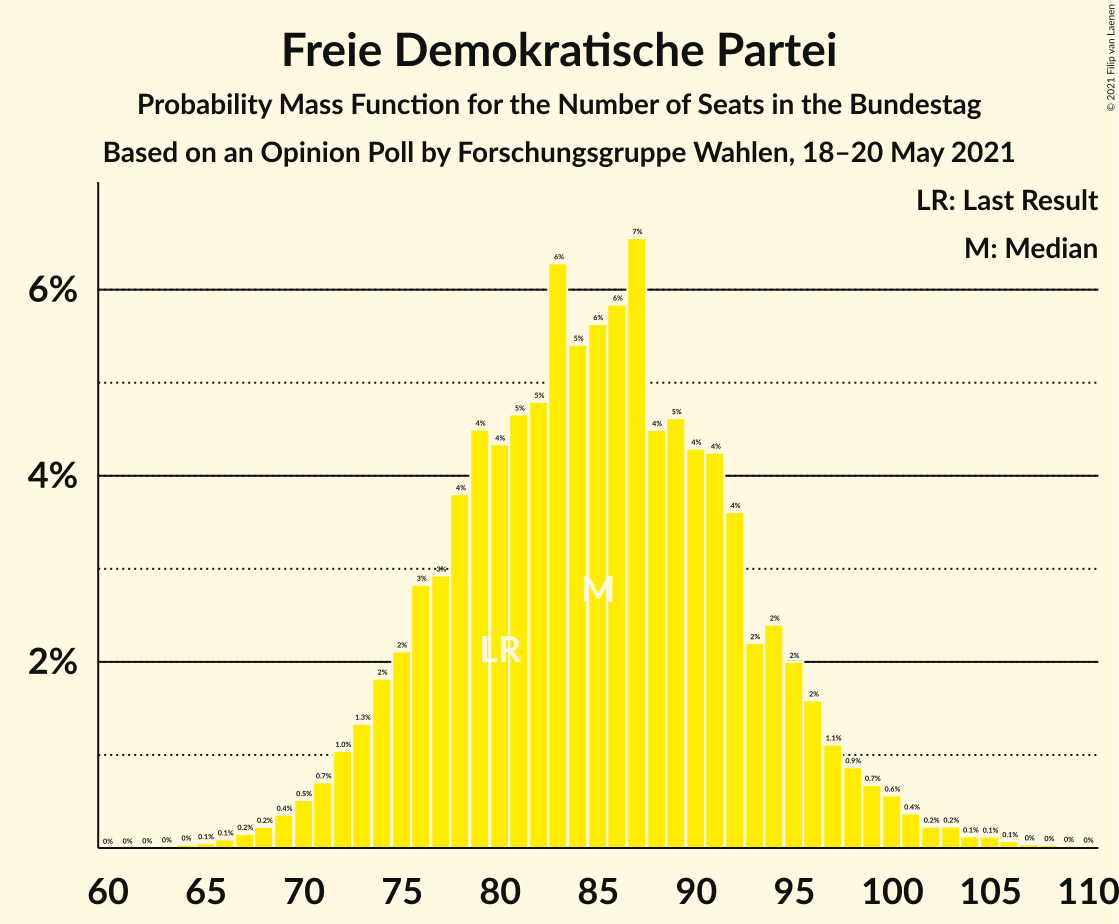 Freie Demokratische Partei
Probability Mass Function for the Number of Seats in the Bundestag
Based on an Opinion Poll by Forschungsgruppe Wahlen, 18–20 May 2021
© 2021 Filip van Laenen
LR: Last Result
M: Median
6%
4%
2%
0% 0% 0% 0% 0% 0.1% 0.1% 0.2% 0.2% 0.4% 0.5% 0.7% 1.0% 1.3% 2% 2% 3% 3% 4% 4% 4% 5% 5% 6% 5% 6% 6% 7% 4% 5% 4% 4% 4% 2% 2% 2% 2% 1.1% 0.9% 0.7% 0.6% 0.4% 0.2% 0.2% 0.1% 0.1% 0.1% 0% 0% 0% 0%
M
LR
60 65 70 75 80 85 90 95 100 105 110